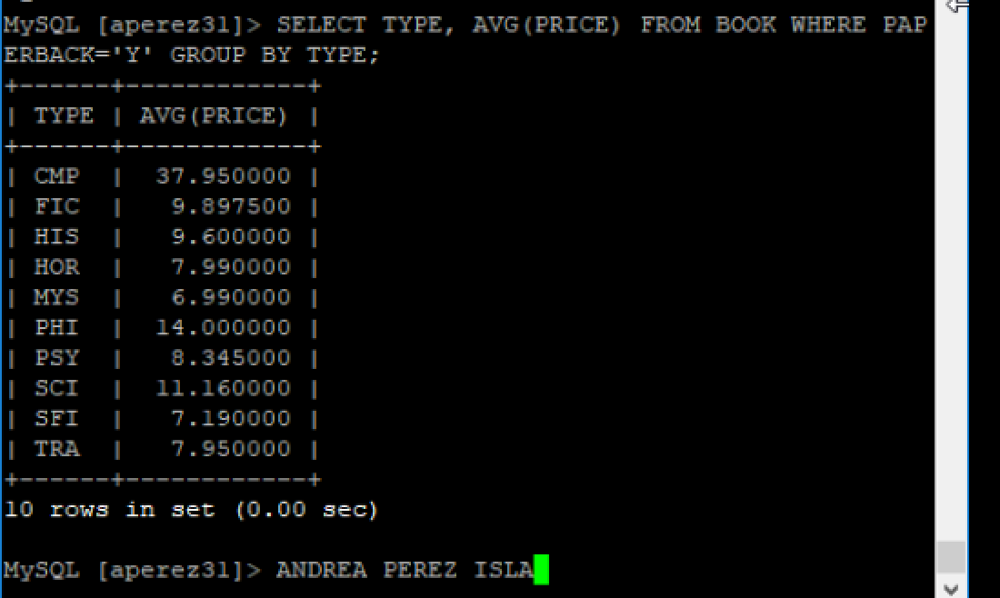 MySQL [aperez31]> SELECT TYPE, AVG(PRICE) FROM BOOK WHERE PAP
ERBACK='Y' GROUP BY TYPE;
+------+------------+
| TYPE | AVG(PRICE) |
+------+------------+
| CMP  |  37.950000 |
| FIC  |   9.897500 |
| HIS  |   9.600000 |
| HOR  |   7.990000 |
| MYS  |   6.990000 |
| PHI  |  14.000000 |
| PSY  |   8.345000 |
| SCI  |  11.160000 |
| SFI  |   7.190000 |
| TRA  |   7.950000 |
+------+------------+
10 rows in set (0.00 sec)
MySQL [aperez31]> ANDREA PEREZ ISLA